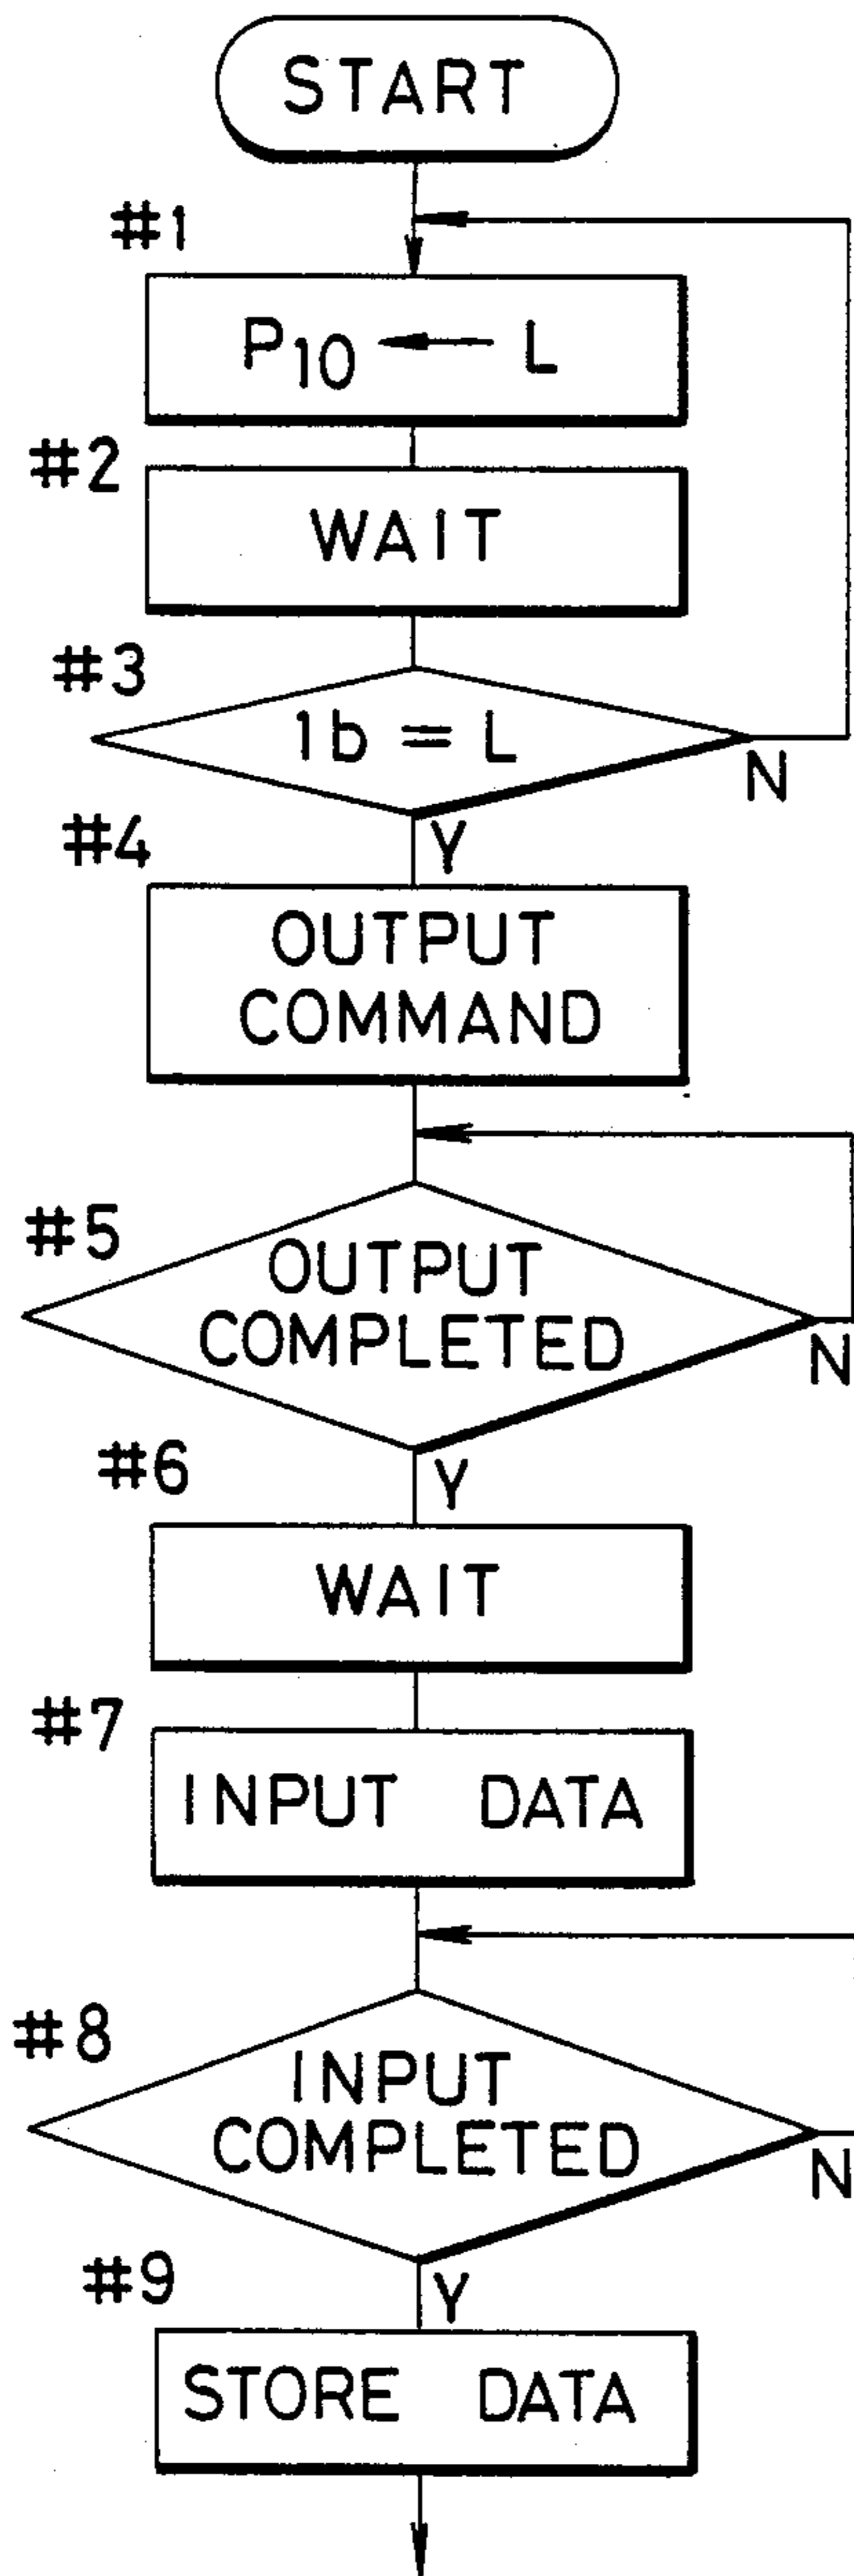 START
#1
P10 ← L
#2
WAIT
#3
1b = L
N
Y
#4
OUTPUT
COMMAND
#5
OUTPUT
COMPLETED
N
Y
#6
WAIT
#7
INPUT DATA
#8
INPUT
COMPLETED
N
Y
#9
STORE DATA